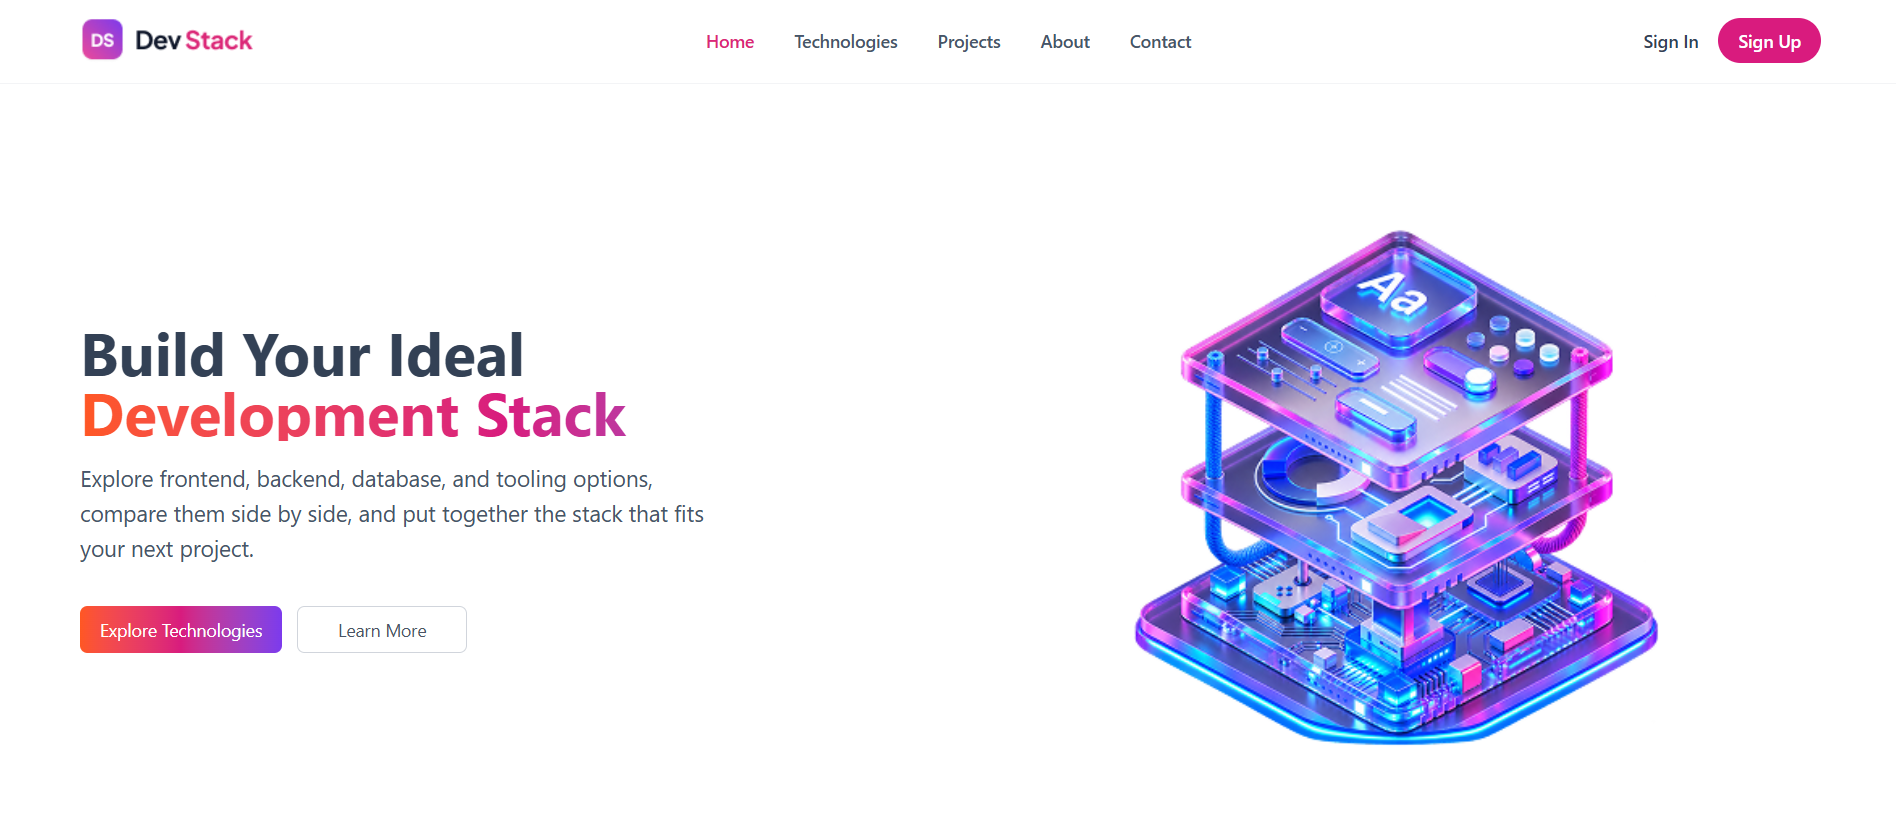 DS Dev Stack
Home Technologies Projects About Contact
Sign In Sign Up
Build Your Ideal
Development Stack
Explore frontend, backend, database, and tooling options,
compare them side by side, and put together the stack that fits
your next project.
Explore Technologies Learn More
Aa